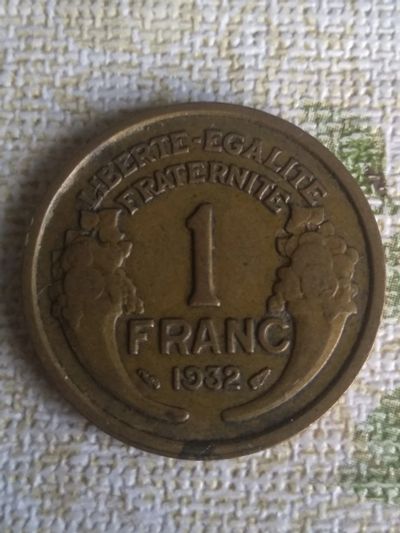 LIBERTE-EGALITE
FRATERNITE
1
FRANC
1932